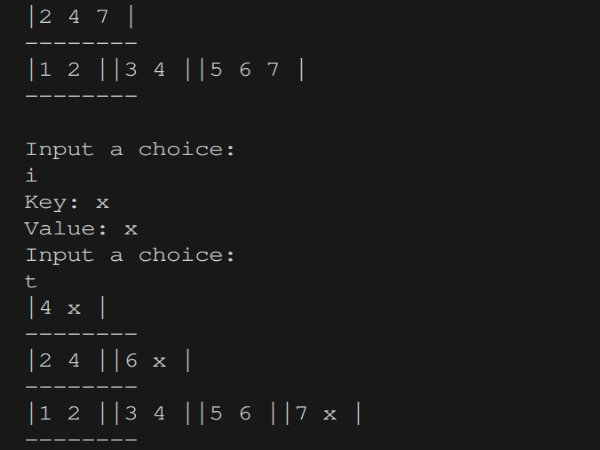 |2 4 7 |
--------
|1 2 ||3 4 ||5 6 7 |
--------
Input a choice:
i
Key: x
Value: x
Input a choice:
t
|4 x |
--------
|2 4 ||6 x |
--------
|1 2 ||3 4 ||5 6 ||7 x |
--------